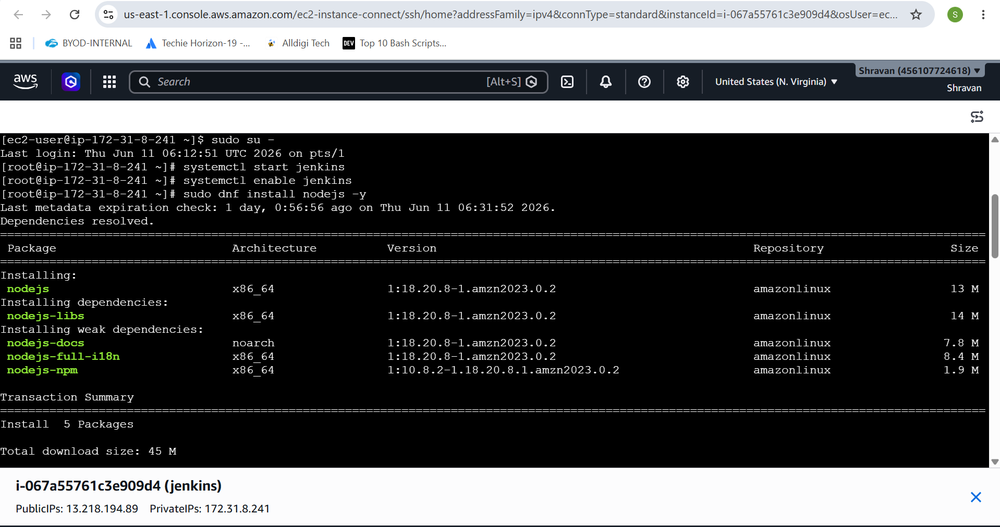 us-east-1.console.aws.amazon.com/ec2-instance-connect/ssh/home?addressFamily=ipv4&connType=standard&instanceId=i-067a55761c3e909d4&osUser=ec...
S
BYOD-INTERNAL
Techie Horizon-19 -...
Alldigi Tech
DEV
Top 10 Bash Scripts...
aws
Search
[Alt+S]
United States (N. Virginia)
Shravan (456107724618)
Shravan
[ec2-user@ip-172-31-8-241 ~]$ sudo su -
Last login: Thu Jun 11 06:12:51 UTC 2026 on pts/1
[root@ip-172-31-8-241 ~]# systemctl start jenkins
[root@ip-172-31-8-241 ~]# systemctl enable jenkins
[root@ip-172-31-8-241 ~]# sudo dnf install nodejs -y
Last metadata expiration check: 1 day, 0:56:56 ago on Thu Jun 11 06:31:52 2026.
Dependencies resolved.
Package Architecture Version Repository Size
Installing:
nodejs x86_64 1:18.20.8-1.amzn2023.0.2 amazonlinux 13 M
Installing dependencies:
nodejs-libs x86_64 1:18.20.8-1.amzn2023.0.2 amazonlinux 14 M
Installing weak dependencies:
nodejs-docs noarch 1:18.20.8-1.amzn2023.0.2 amazonlinux 7.8 M
nodejs-full-i18n x86_64 1:18.20.8-1.amzn2023.0.2 amazonlinux 8.4 M
nodejs-npm x86_64 1:10.8.2-1.18.20.8.1.amzn2023.0.2 amazonlinux 1.9 M
Transaction Summary
Install 5 Packages
Total download size: 45 M
i-067a55761c3e909d4 (jenkins)
PublicIPs: 13.218.194.89 PrivateIPs: 172.31.8.241